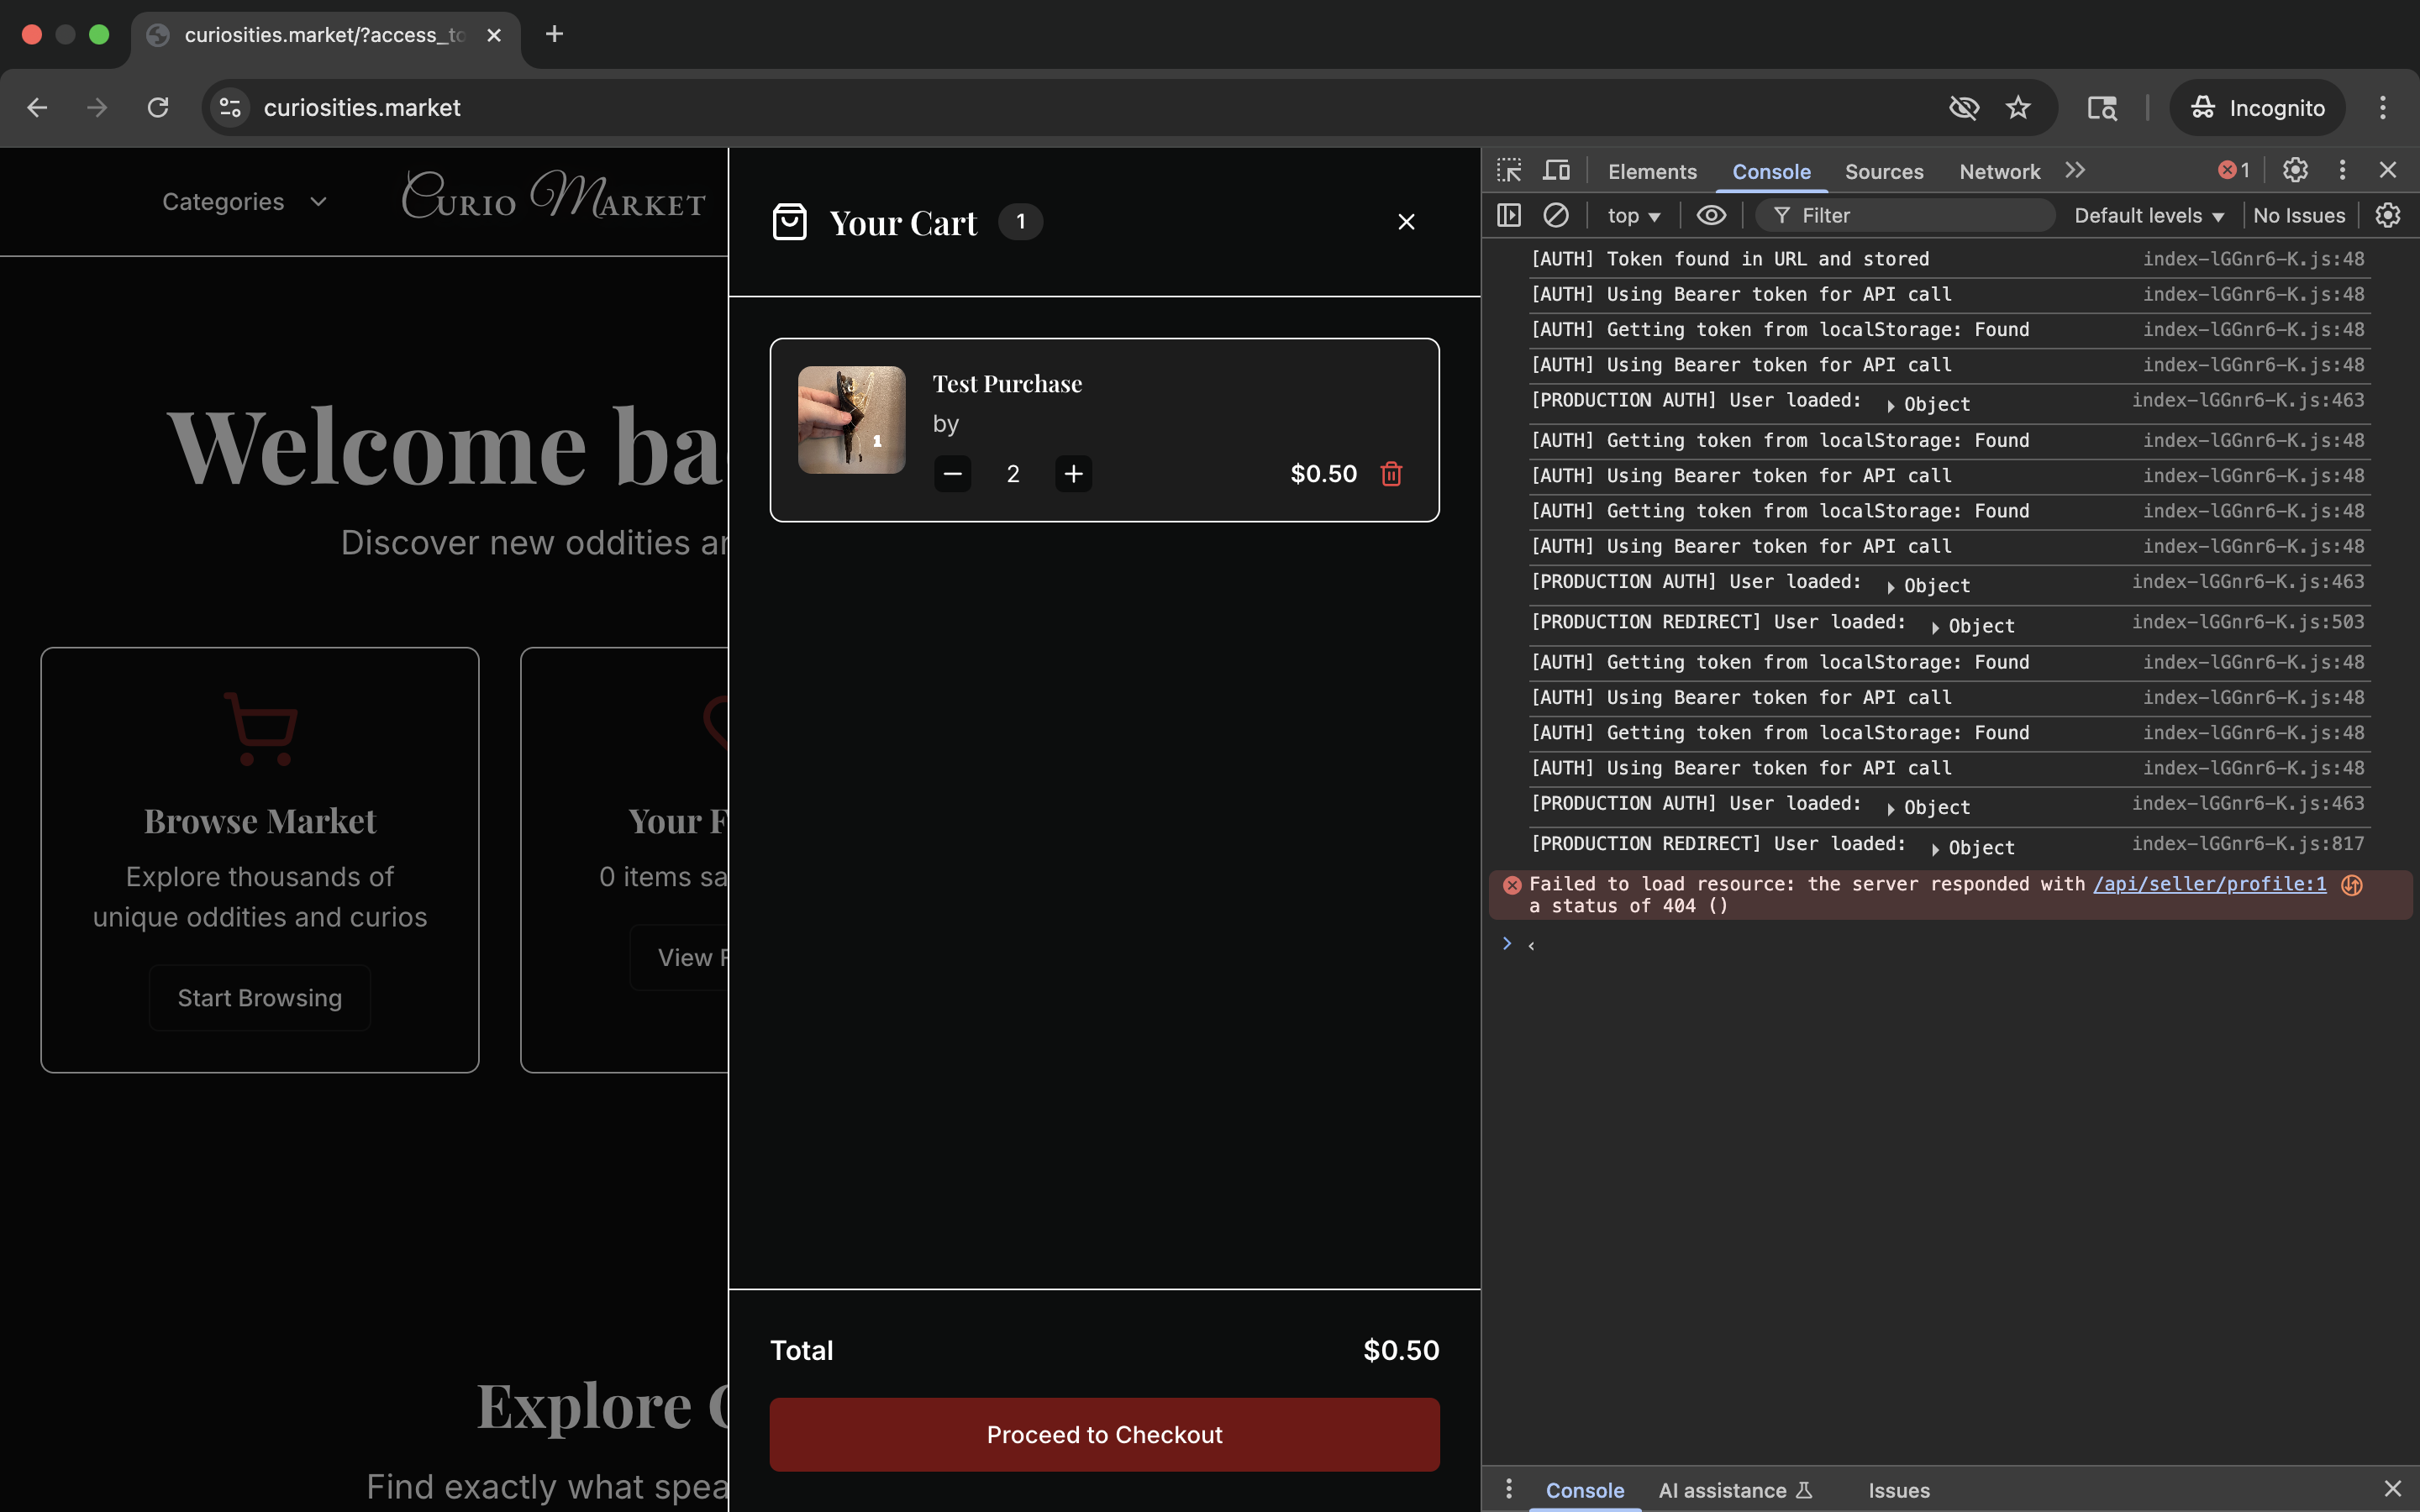 curiosities.market/?access_to
curiosities.market
Incognito
Categories
Curio Market
Welcome ba
Discover new oddities ar
Browse Market
Explore thousands of
unique oddities and curios
Start Browsing
Your F
0 items sa
View F
Explore C
Find exactly what spea
Your Cart 1
Test Purchase
by
1
2
$0.50
Total $0.50
Proceed to Checkout
Elements Console Sources Network 1
top Filter Default levels No Issues
[AUTH] Token found in URL and stored index-lGGnr6-K.js:48
[AUTH] Using Bearer token for API call index-lGGnr6-K.js:48
[AUTH] Getting token from localStorage: Found index-lGGnr6-K.js:48
[AUTH] Using Bearer token for API call index-lGGnr6-K.js:48
[PRODUCTION AUTH] User loaded: Object index-lGGnr6-K.js:463
[AUTH] Getting token from localStorage: Found index-lGGnr6-K.js:48
[AUTH] Using Bearer token for API call index-lGGnr6-K.js:48
[AUTH] Getting token from localStorage: Found index-lGGnr6-K.js:48
[AUTH] Using Bearer token for API call index-lGGnr6-K.js:48
[PRODUCTION AUTH] User loaded: Object index-lGGnr6-K.js:463
[PRODUCTION REDIRECT] User loaded: Object index-lGGnr6-K.js:503
[AUTH] Getting token from localStorage: Found index-lGGnr6-K.js:48
[AUTH] Using Bearer token for API call index-lGGnr6-K.js:48
[AUTH] Getting token from localStorage: Found index-lGGnr6-K.js:48
[AUTH] Using Bearer token for API call index-lGGnr6-K.js:48
[PRODUCTION AUTH] User loaded: Object index-lGGnr6-K.js:463
[PRODUCTION REDIRECT] User loaded: Object index-lGGnr6-K.js:817
Failed to load resource: the server responded with /api/seller/profile:1
a status of 404 ()
Console AI assistance Issues